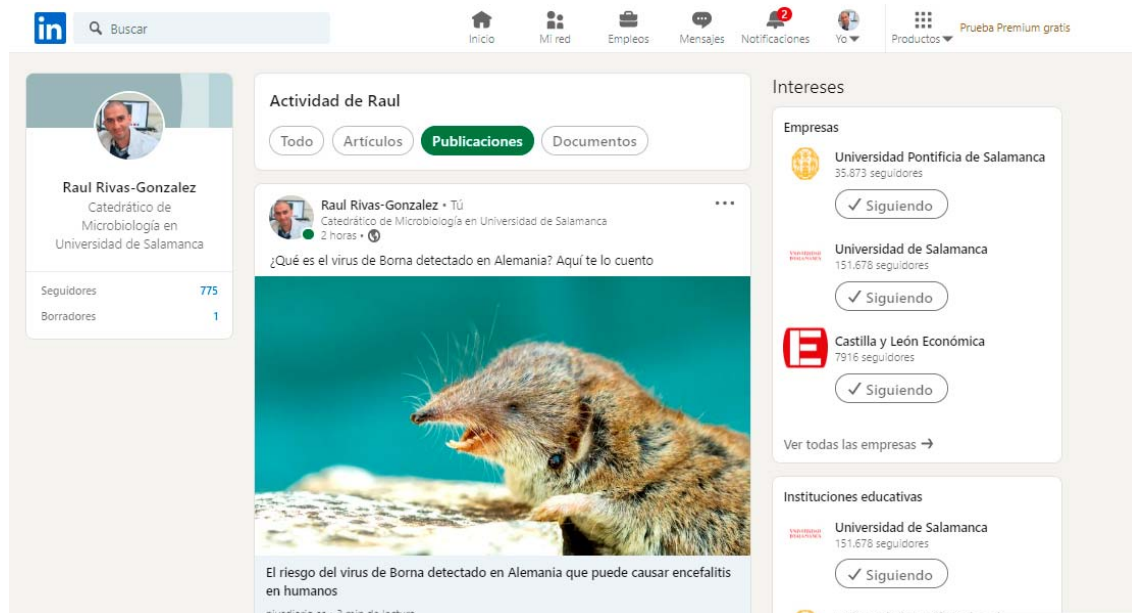 in
Buscar
Inicio
Mi red
Empleos
Mensajes
2
Notificaciones
Yo
Productos
Prueba Premium gratis
Raul Rivas-Gonzalez
Catedrático de
Microbiología en
Universidad de Salamanca
Seguidores 775
Borradores 1
Actividad de Raul
Todo
Artículos
Publicaciones
Documentos
Raul Rivas-Gonzalez • Tú
Catedrático de Microbiología en Universidad de Salamanca
2 horas •
¿Qué es el virus de Borna detectado en Alemania? Aquí te lo cuento
El riesgo del virus de Borna detectado en Alemania que puede causar encefalitis
en humanos
Intereses
Empresas
Universidad Pontificia de Salamanca
35.873 seguidores
Siguiendo
Universidad de Salamanca
151.678 seguidores
Siguiendo
E
Castilla y León Económica
7916 seguidores
Siguiendo
Ver todas las empresas →
Instituciones educativas
Universidad de Salamanca
151.678 seguidores
Siguiendo